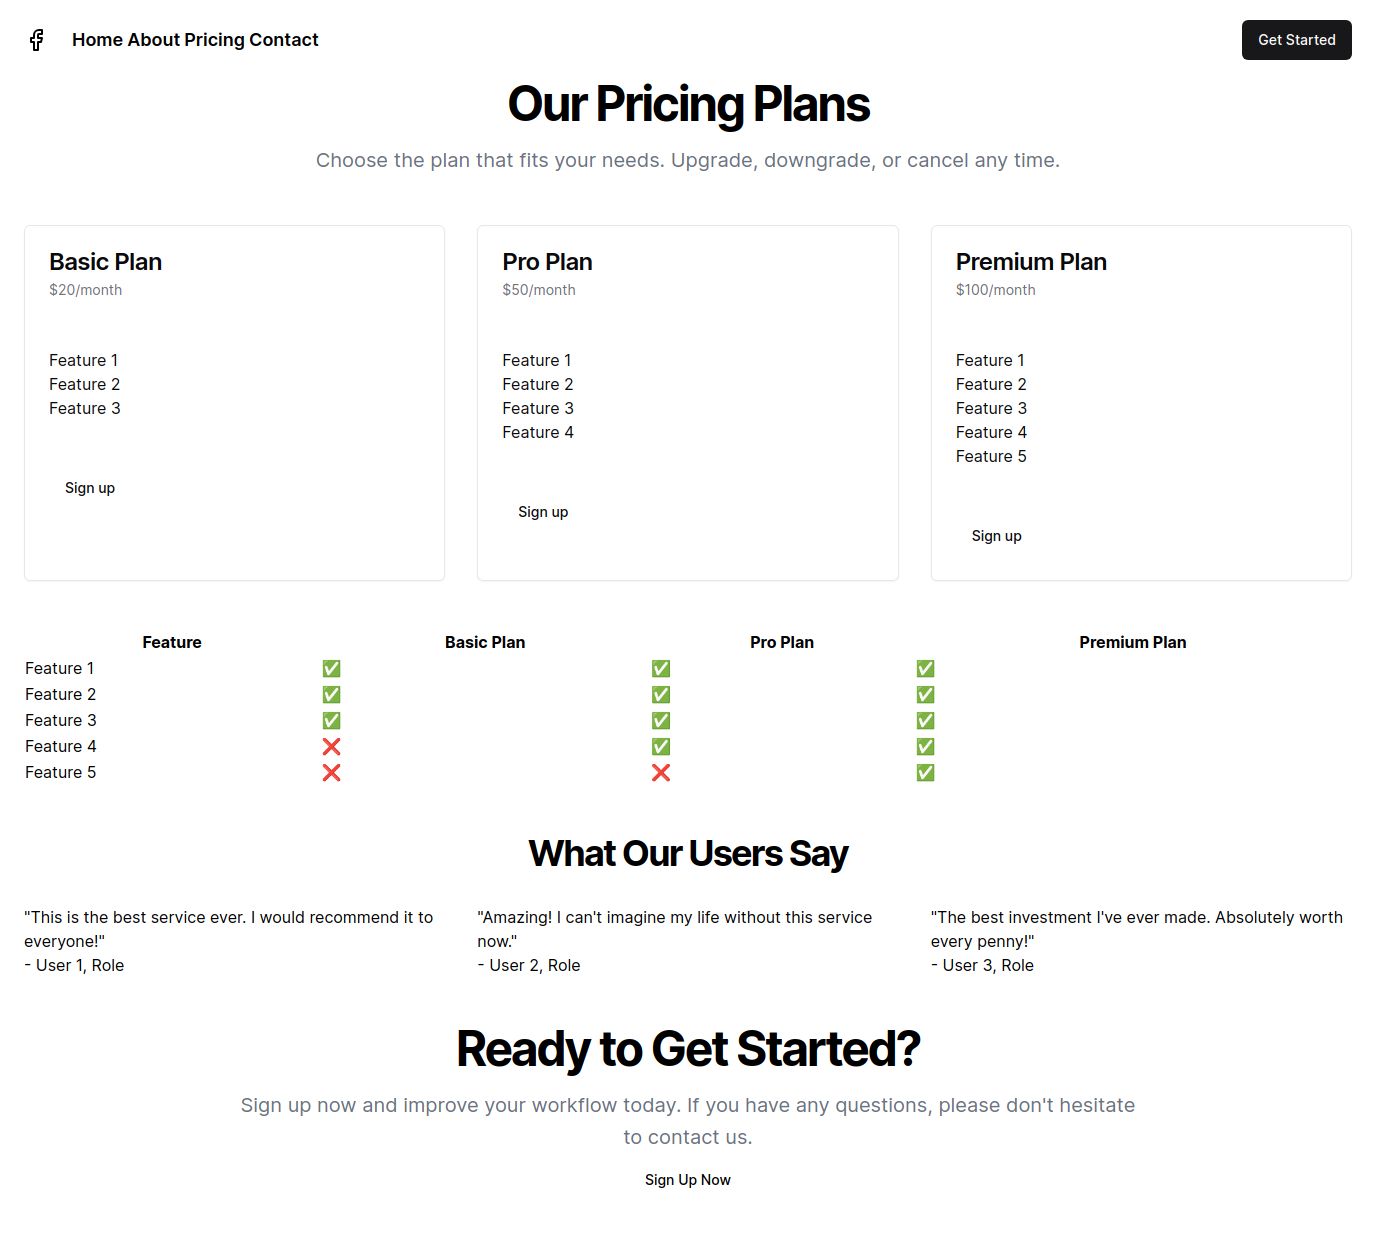 Home About Pricing Contact
Get Started
Our Pricing Plans
Choose the plan that fits your needs. Upgrade, downgrade, or cancel any time.
Basic Plan
$20/month
Feature 1
Feature 2
Feature 3
Sign up
Pro Plan
$50/month
Feature 1
Feature 2
Feature 3
Feature 4
Sign up
Premium Plan
$100/month
Feature 1
Feature 2
Feature 3
Feature 4
Feature 5
Sign up
Feature Basic Plan Pro Plan Premium Plan
Feature 1 ✅ ✅ ✅
Feature 2 ✅ ✅ ✅
Feature 3 ✅ ✅ ✅
Feature 4 ❌ ✅ ✅
Feature 5 ❌ ❌ ✅
What Our Users Say
"This is the best service ever. I would recommend it to
everyone!"
- User 1, Role
"Amazing! I can't imagine my life without this service
now."
- User 2, Role
"The best investment I've ever made. Absolutely worth
every penny!"
- User 3, Role
Ready to Get Started?
Sign up now and improve your workflow today. If you have any questions, please don't hesitate
to contact us.
Sign Up Now